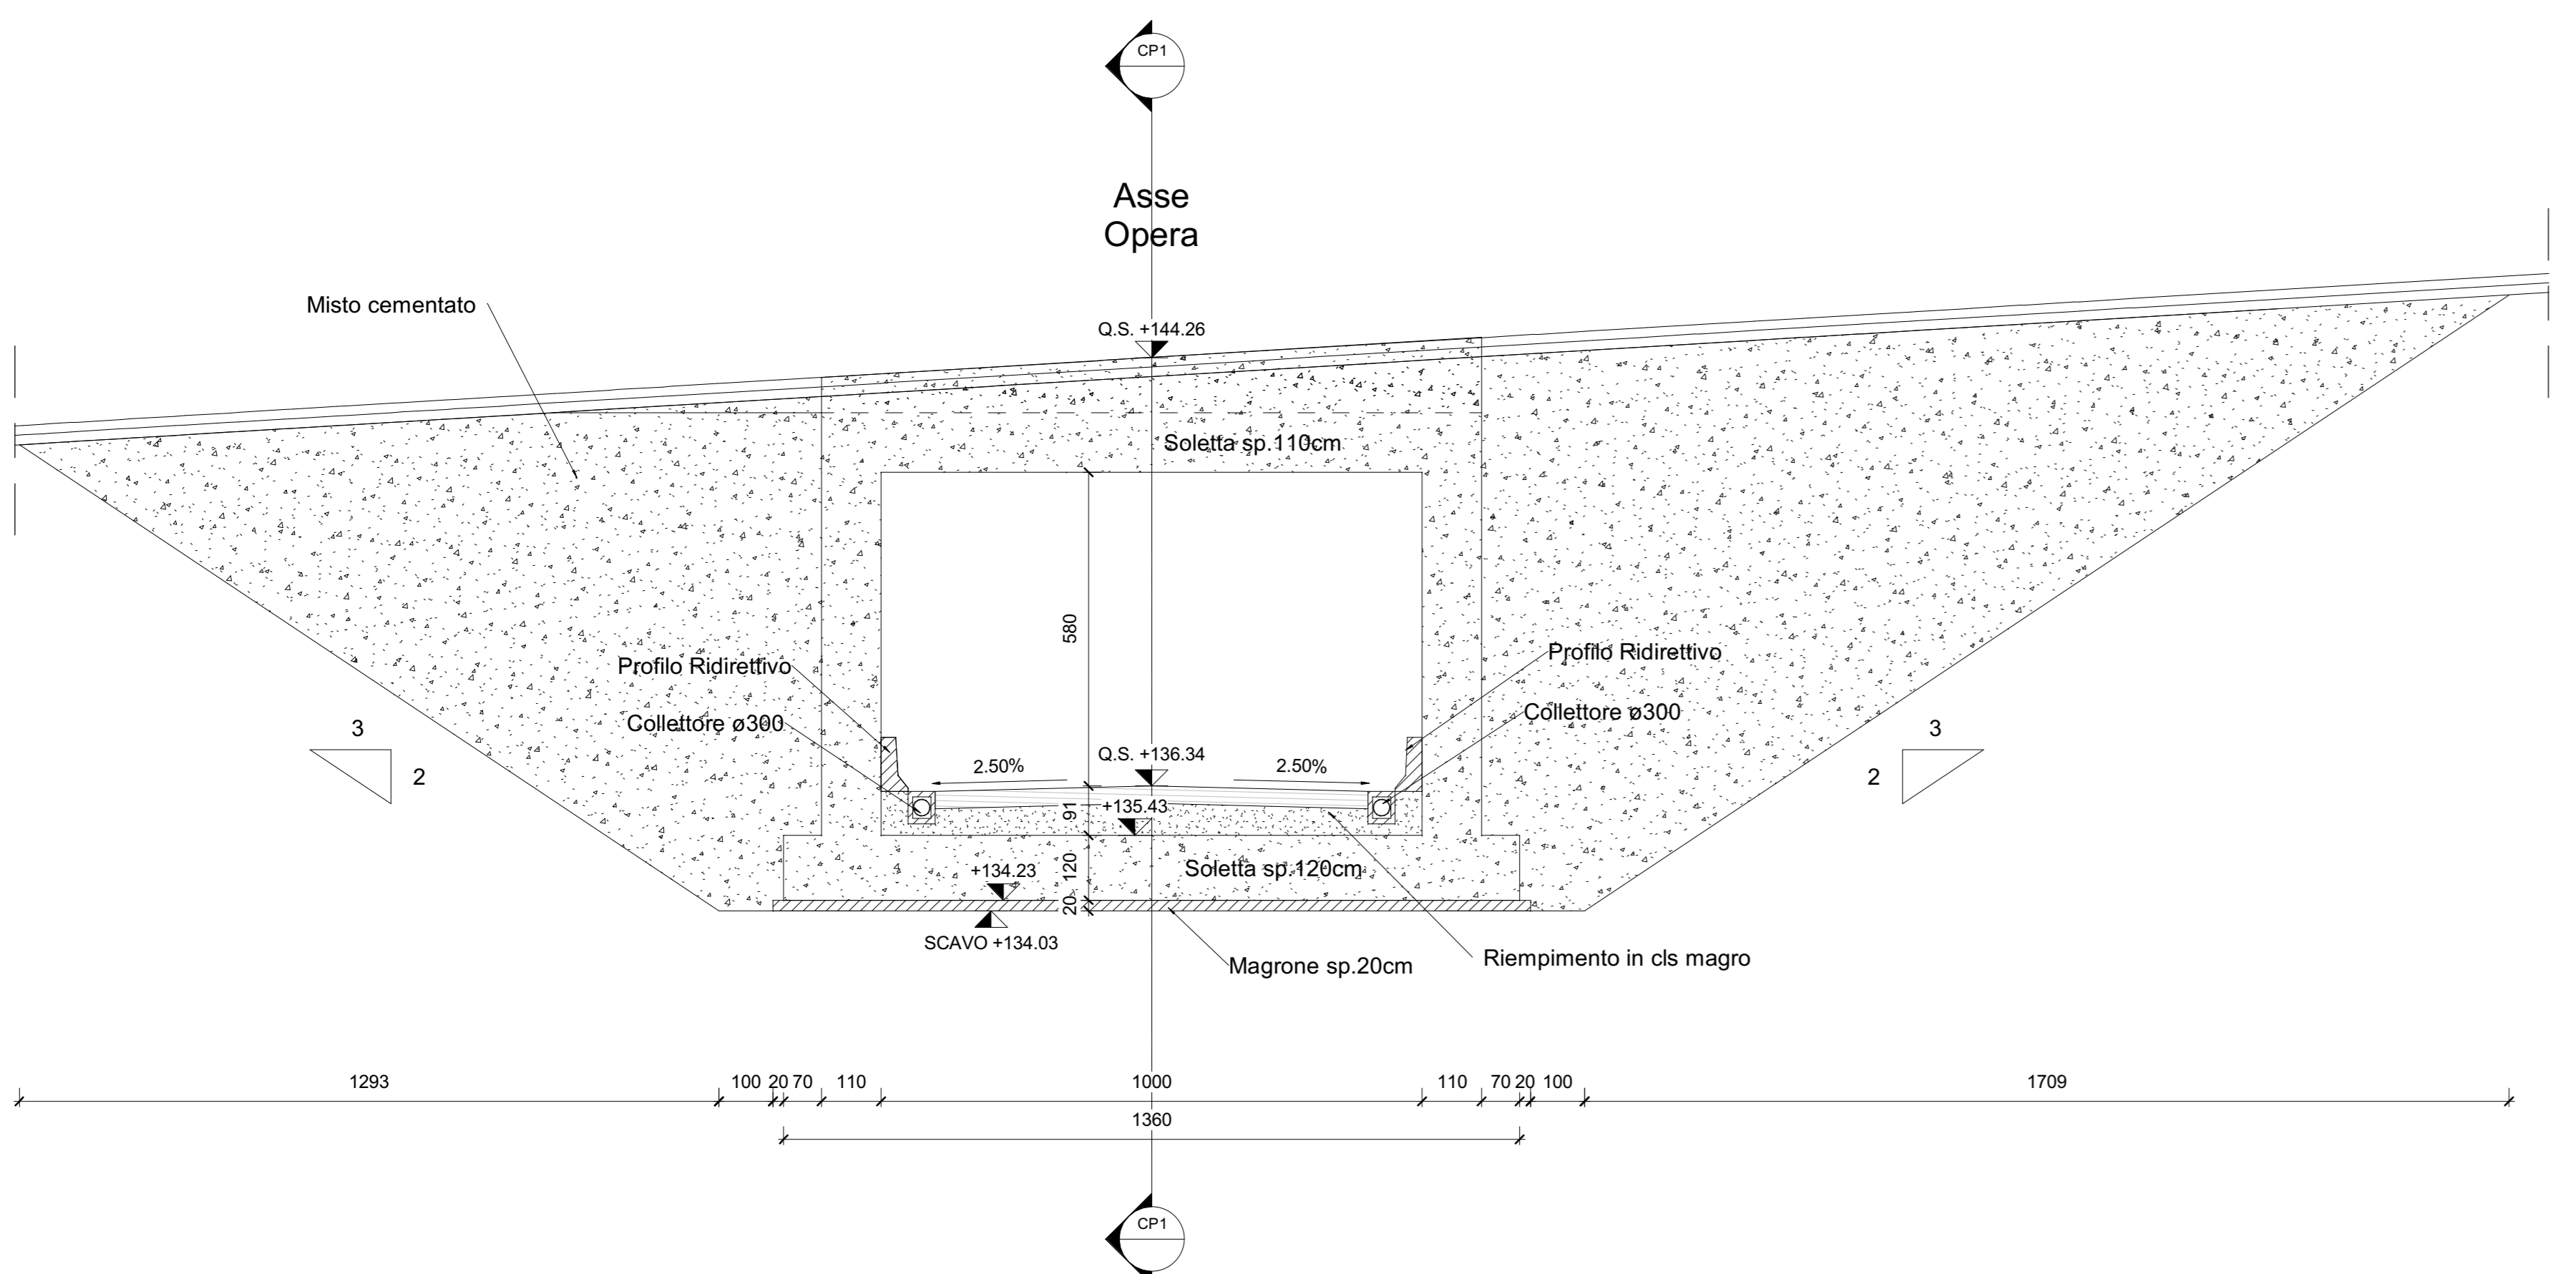 CP1
Asse
Opera
Misto cementato
Q.S. +144.26
Soletta sp.110cm
580
Profilo Ridirettivo
Profilo Ridirettivo
Collettore ø300
Collettore ø300
3
2
3
2
2.50%
Q.S. +136.34
2.50%
91
+135.43
120
+134.23
Soletta sp.120cm
20
SCAVO +134.03
Magrone sp.20cm
Riempimento in cls magro
1293
100
20
70
110
1000
110
70
20
100
1709
1360
CP1